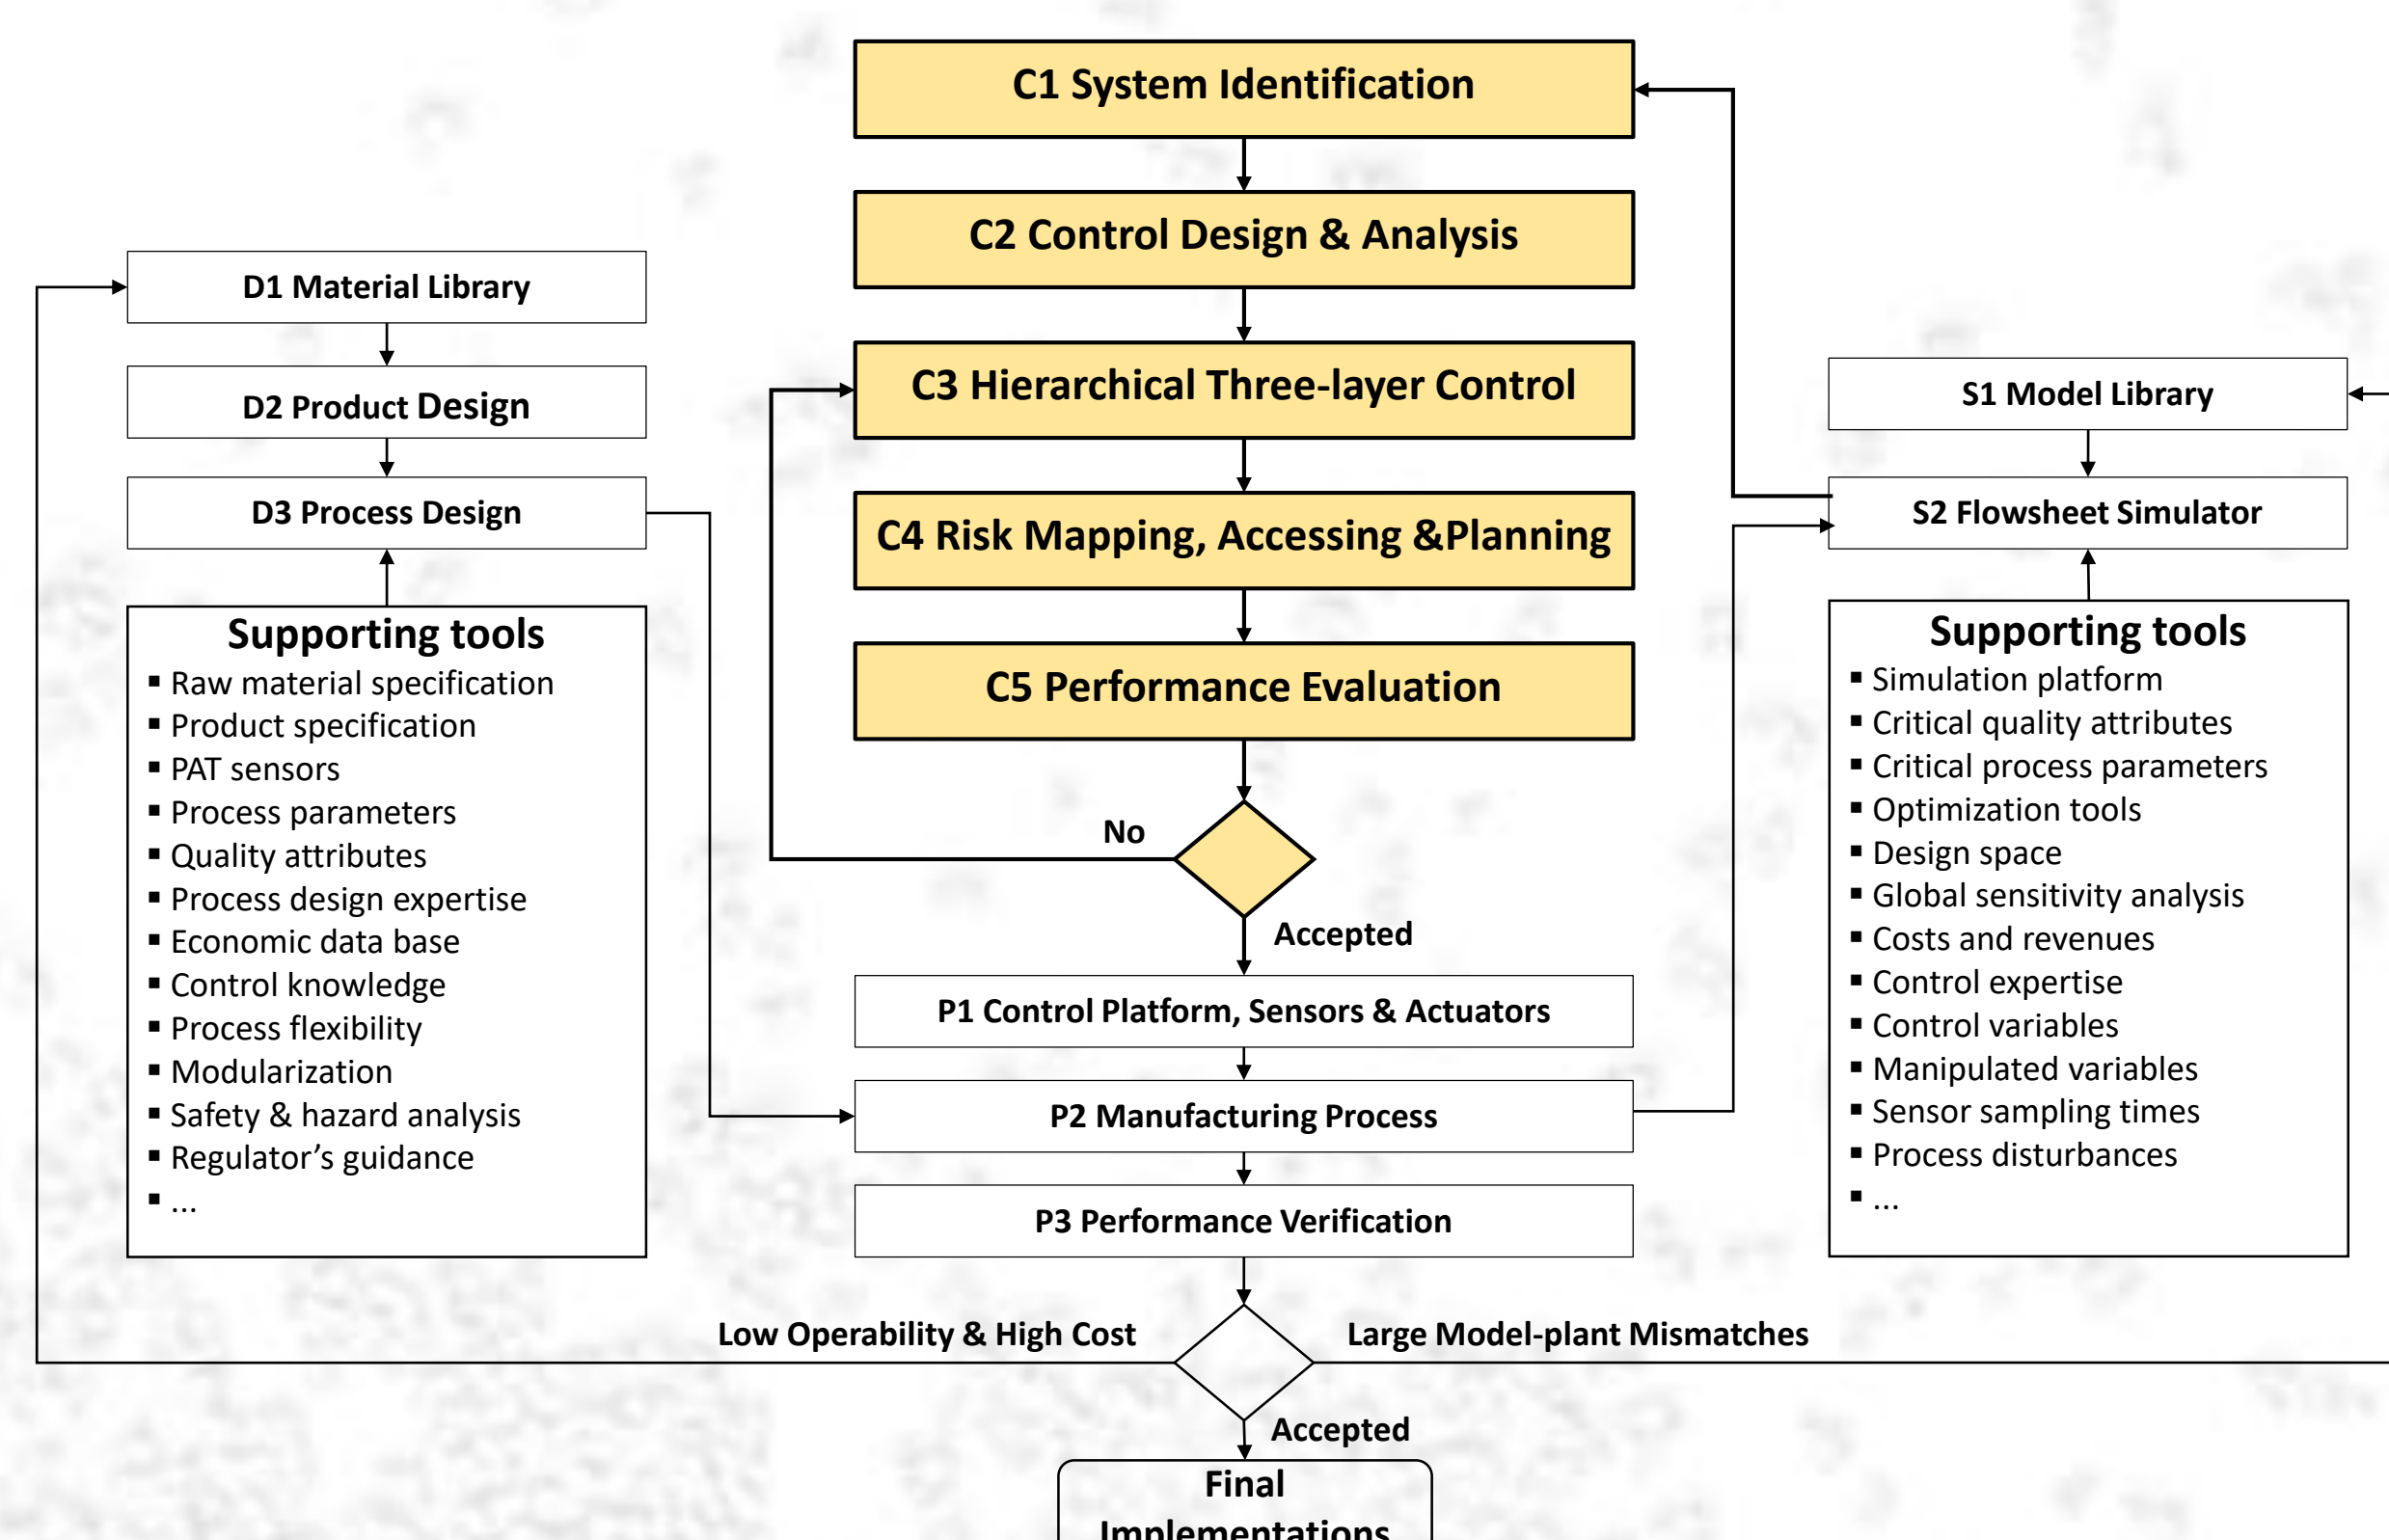 C1 System Identification
C2 Control Design & Analysis
C3 Hierarchical Three-layer Control
C4 Risk Mapping, Accessing &Planning
C5 Performance Evaluation
No
Accepted
P1 Control Platform, Sensors & Actuators
P2 Manufacturing Process
P3 Performance Verification
Low Operability & High Cost
Large Model-plant Mismatches
Accepted
Final
Implementations
D1 Material Library
D2 Product Design
D3 Process Design
Supporting tools
▪ Raw material specification
▪ Product specification
▪ PAT sensors
▪ Process parameters
▪ Quality attributes
▪ Process design expertise
▪ Economic data base
▪ Control knowledge
▪ Process flexibility
▪ Modularization
▪ Safety & hazard analysis
▪ Regulator’s guidance
▪ ...
S1 Model Library
S2 Flowsheet Simulator
Supporting tools
▪ Simulation platform
▪ Critical quality attributes
▪ Critical process parameters
▪ Optimization tools
▪ Design space
▪ Global sensitivity analysis
▪ Costs and revenues
▪ Control expertise
▪ Control variables
▪ Manipulated variables
▪ Sensor sampling times
▪ Process disturbances
▪ ...